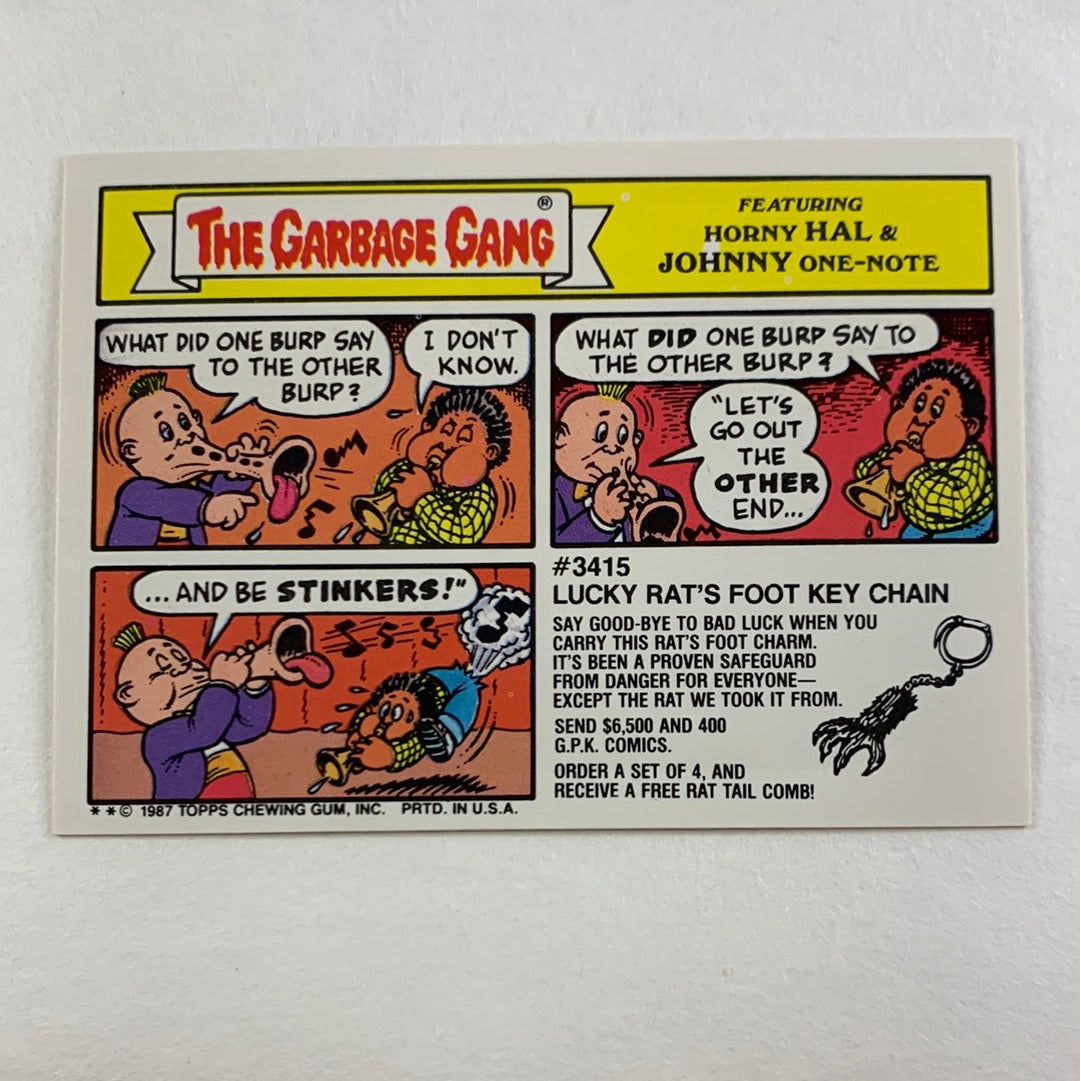 THE GARBAGE GANG®
FEATURING
HORNY HAL &
JOHNNY ONE-NOTE
WHAT DID ONE BURP SAY
TO THE OTHER
BURP?
I DON'T
KNOW.
WHAT DID ONE BURP SAY TO
THE OTHER BURP?
"LET'S
GO OUT
THE
OTHER
END...
...AND BE STINKERS!"
#3415
LUCKY RAT'S FOOT KEY CHAIN
SAY GOOD-BYE TO BAD LUCK WHEN YOU
CARRY THIS RAT'S FOOT CHARM.
IT'S BEEN A PROVEN SAFEGUARD
FROM DANGER FOR EVERYONE—
EXCEPT THE RAT WE TOOK IT FROM.
SEND $6,500 AND 400
G.P.K. COMICS.
ORDER A SET OF 4, AND
RECEIVE A FREE RAT TAIL COMB!
* * © 1987 TOPPS CHEWING GUM, INC. PRTD. IN U.S.A.